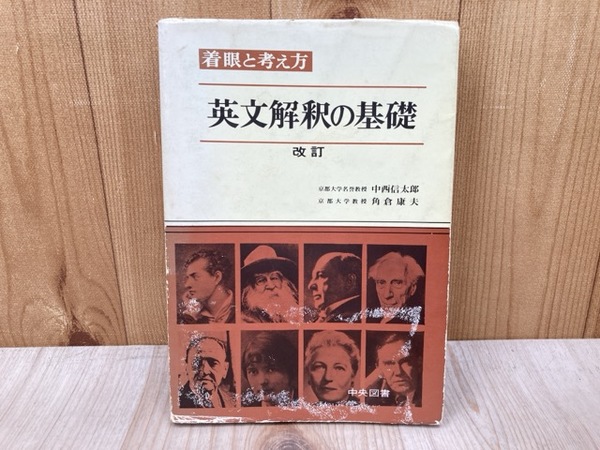 着眼と考え方
英文解釈の基礎
改訂
京都大学名誉教授 中西信太郎
京都大学教授 角倉康夫
中央図書